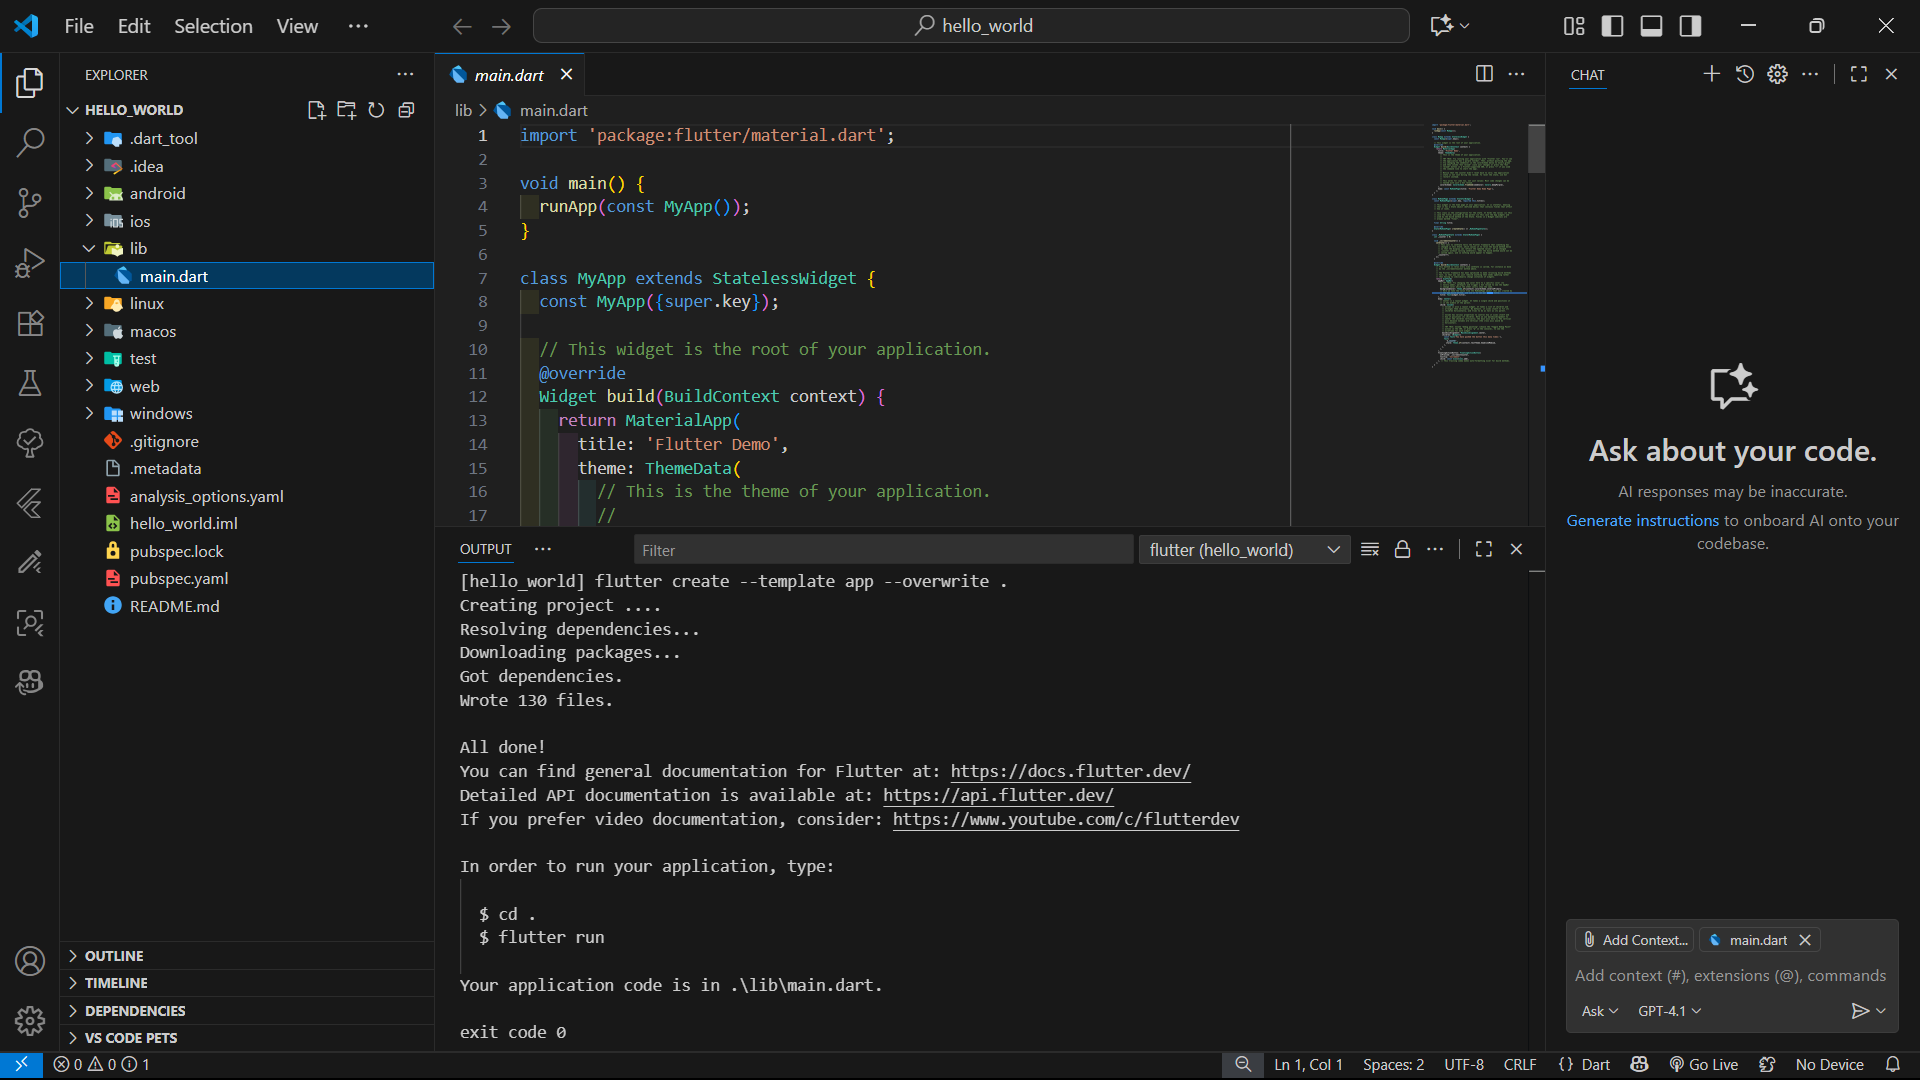 File Edit Selection View ···
hello_world
EXPLORER
HELLO_WORLD
.dart_tool
.idea
android
ios
lib
main.dart
linux
macos
test
web
windows
.gitignore
.metadata
analysis_options.yaml
hello_world.iml
pubspec.lock
pubspec.yaml
README.md
OUTLINE
TIMELINE
DEPENDENCIES
VS CODE PETS
main.dart
lib > main.dart
1 import 'package:flutter/material.dart';
2
3 void main() {
4 runApp(const MyApp());
5 }
6
7 class MyApp extends StatelessWidget {
8 const MyApp({super.key});
9
10 // This widget is the root of your application.
11 @override
12 Widget build(BuildContext context) {
13 return MaterialApp(
14 title: 'Flutter Demo',
15 theme: ThemeData(
16 // This is the theme of your application.
17 //
OUTPUT ··· Filter flutter (hello_world)
[hello_world] flutter create --template app --overwrite .
Creating project ....
Resolving dependencies...
Downloading packages...
Got dependencies.
Wrote 130 files.
All done!
You can find general documentation for Flutter at: https://docs.flutter.dev/
Detailed API documentation is available at: https://api.flutter.dev/
If you prefer video documentation, consider: https://www.youtube.com/c/flutterdev
In order to run your application, type:
$ cd .
$ flutter run
Your application code is in .\lib\main.dart.
exit code 0
CHAT
Ask about your code.
AI responses may be inaccurate.
Generate instructions to onboard AI onto your
codebase.
Add Context... main.dart
Add context (#), extensions (@), commands
Ask GPT-4.1
0 0 1 Ln 1, Col 1 Spaces: 2 UTF-8 CRLF {} Dart Go Live No Device